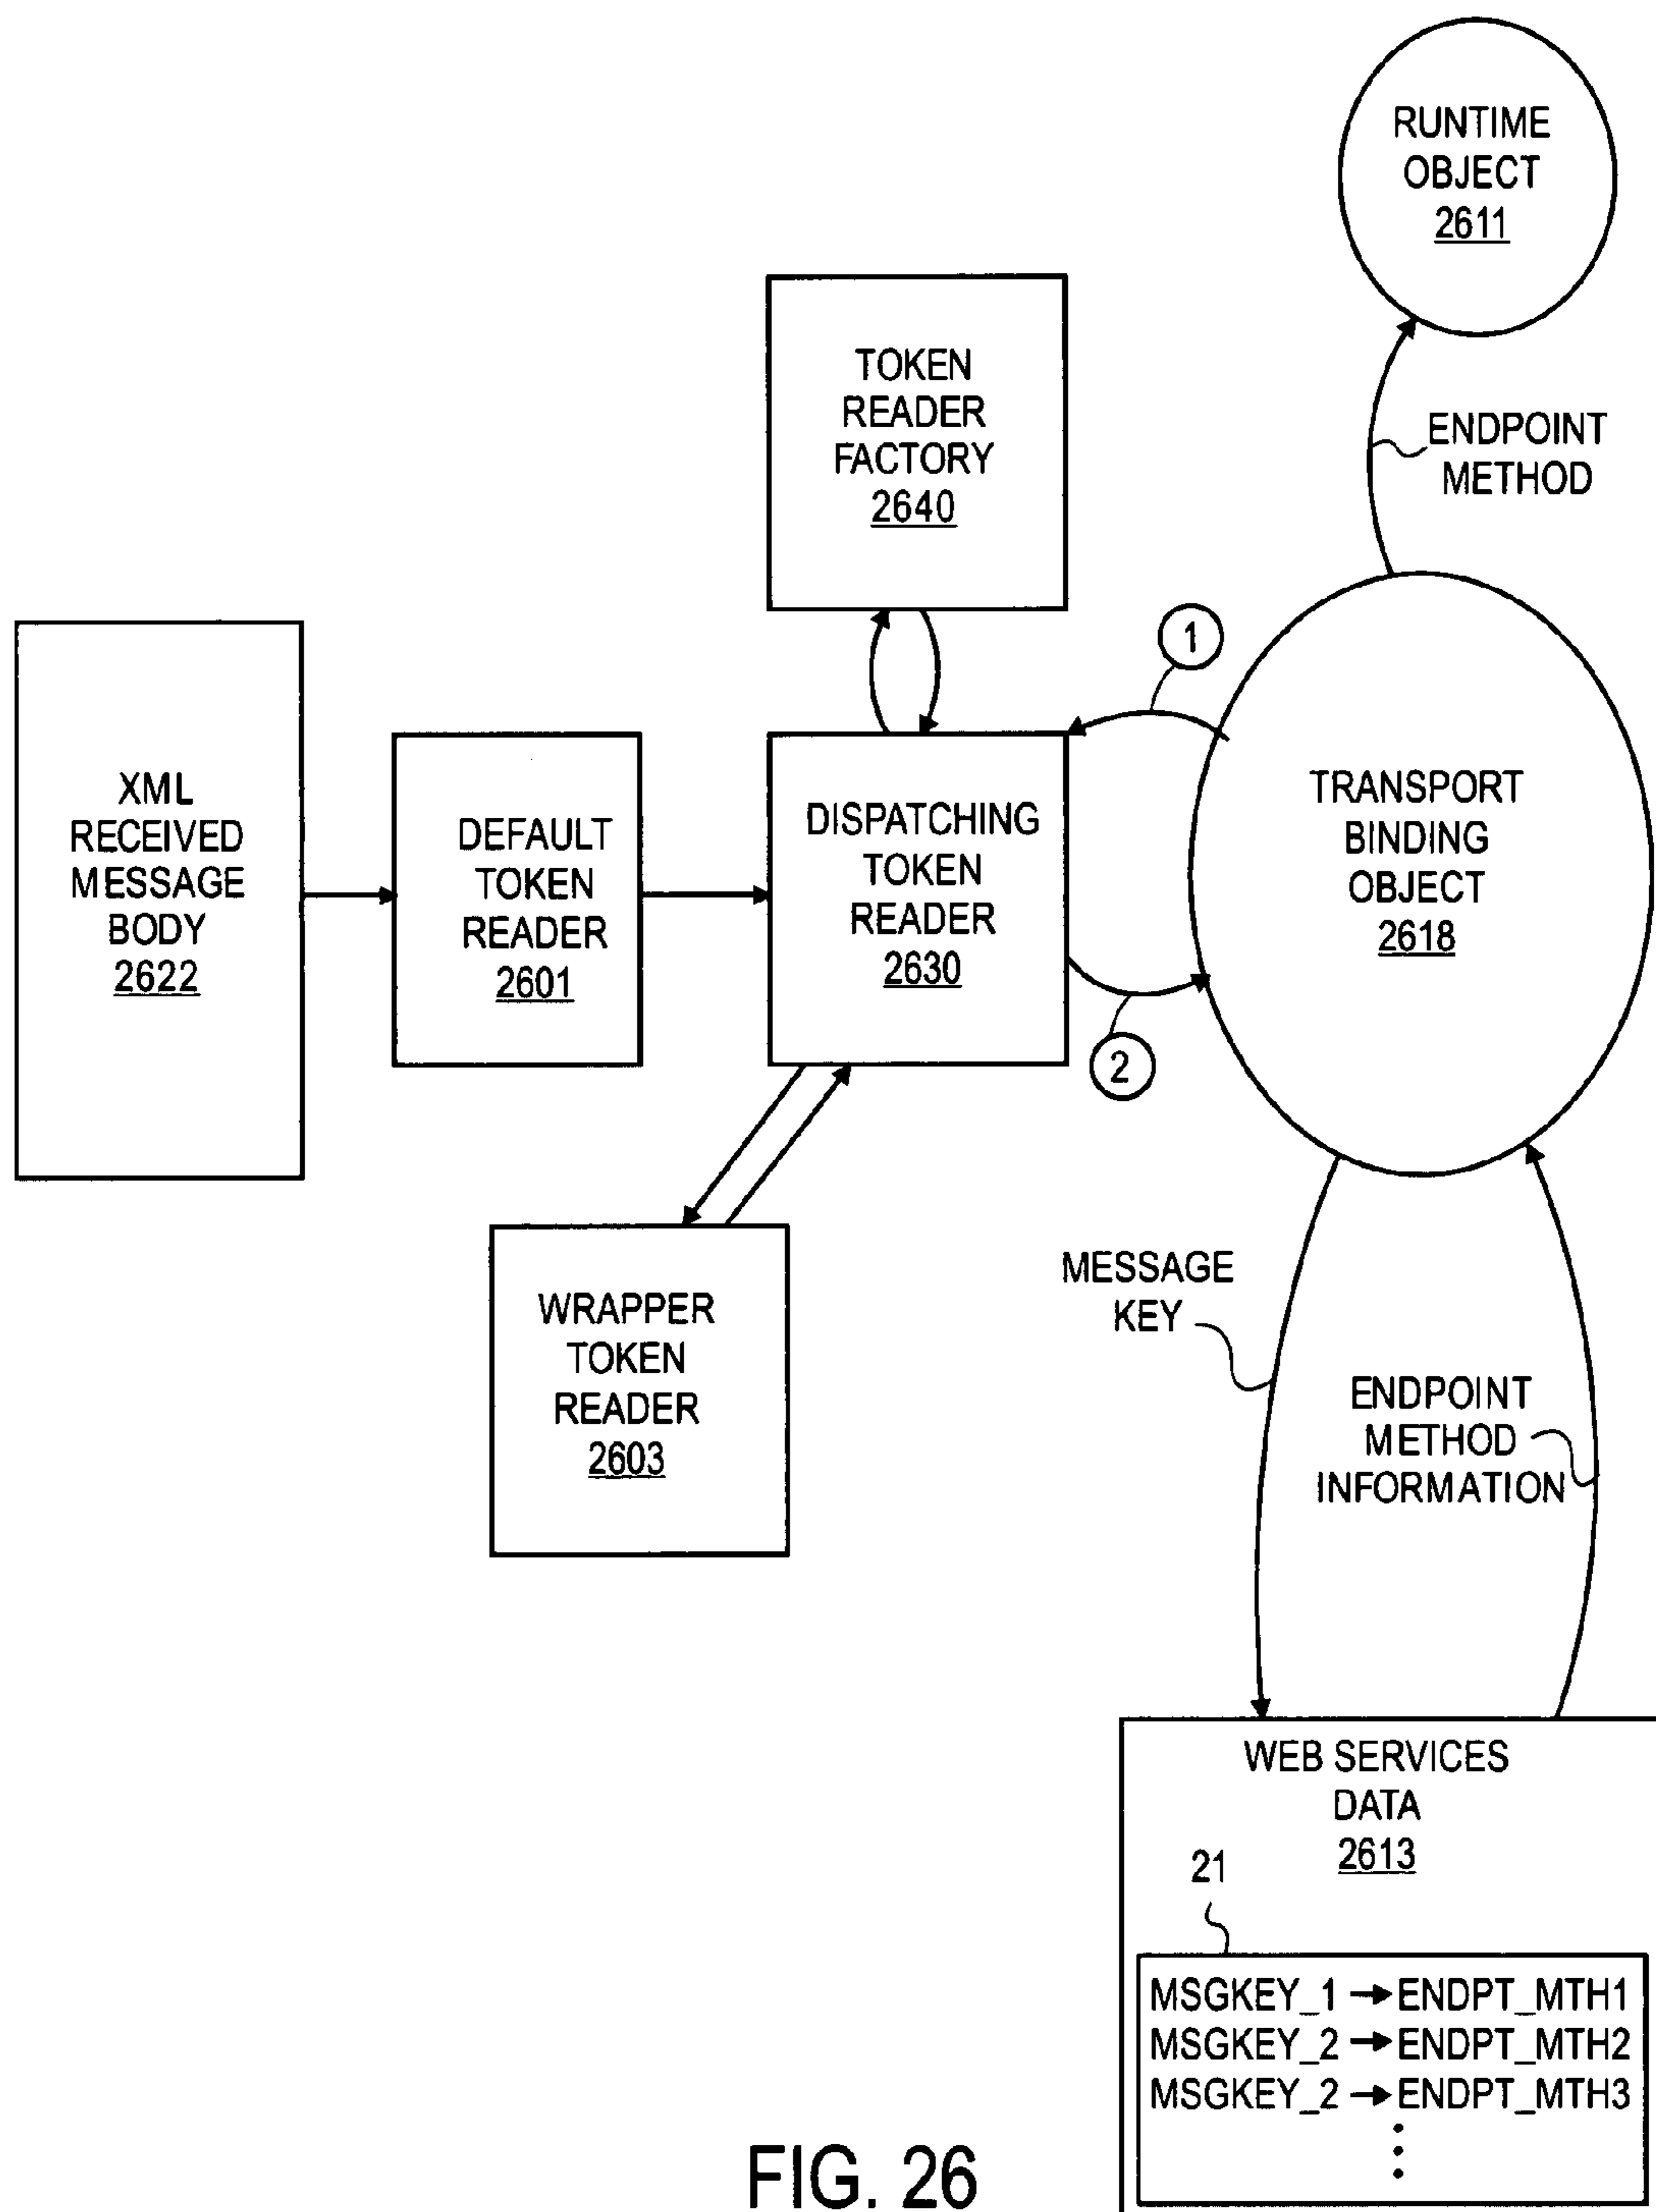 RUNTIME
OBJECT
2611
TOKEN
READER
FACTORY
2640
ENDPOINT
METHOD
1
XML
RECEIVED
MESSAGE
BODY
2622
DEFAULT
TOKEN
READER
2601
DISPATCHING
TOKEN
READER
2630
TRANSPORT
BINDING
OBJECT
2618
2
WRAPPER
TOKEN
READER
2603
MESSAGE
KEY
ENDPOINT
METHOD
INFORMATION
WEB SERVICES
DATA
2613
21
MSGKEY_1 → ENDPT_MTH1
MSGKEY_2 → ENDPT_MTH2
MSGKEY_2 → ENDPT_MTH3
FIG. 26